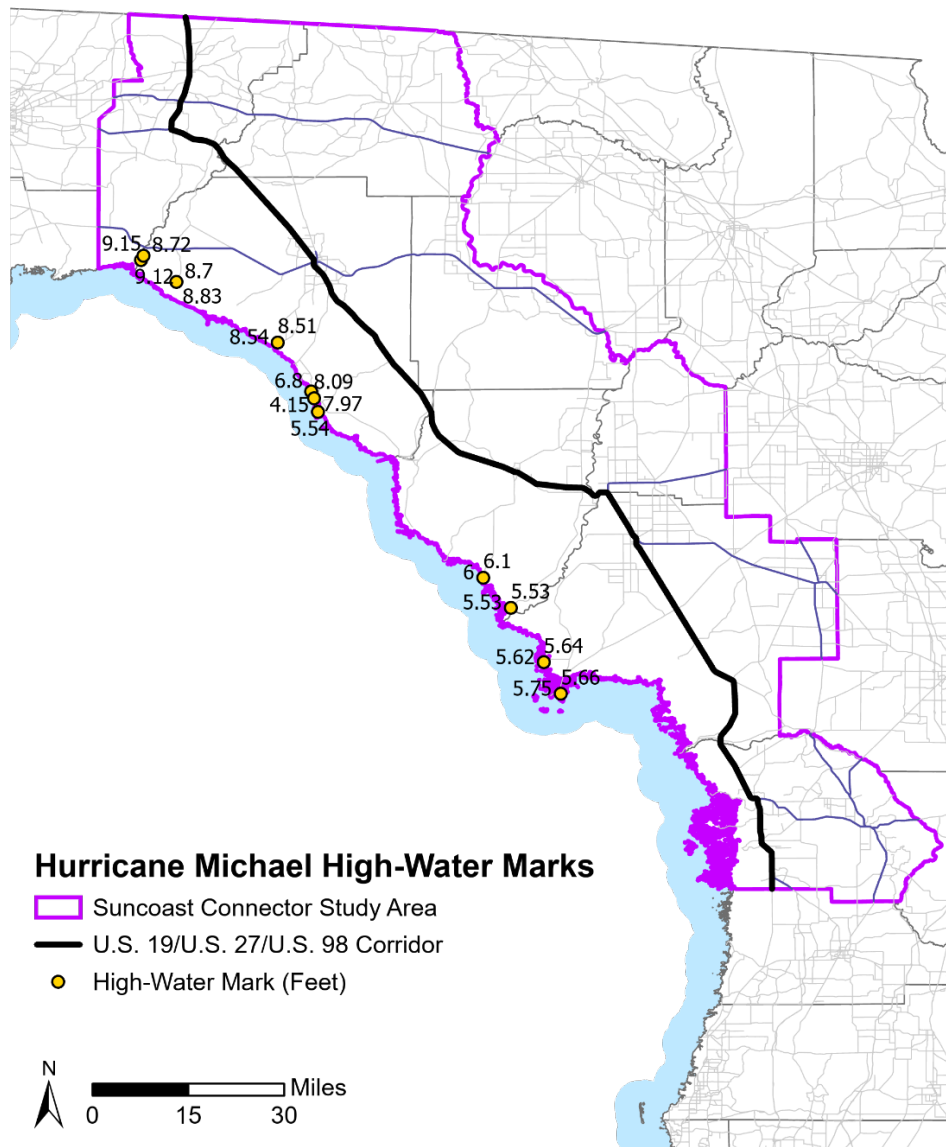 9.15 8.72
9.12 8.7
8.83
8.54 8.51
6.8 8.09
4.15 7.97
5.54
6 6.1
5.53 5.53
5.62 5.64
5.75 5.66
Hurricane Michael High-Water Marks
Suncoast Connector Study Area
U.S. 19/U.S. 27/U.S. 98 Corridor
High-Water Mark (Feet)
N
Miles
0 15 30